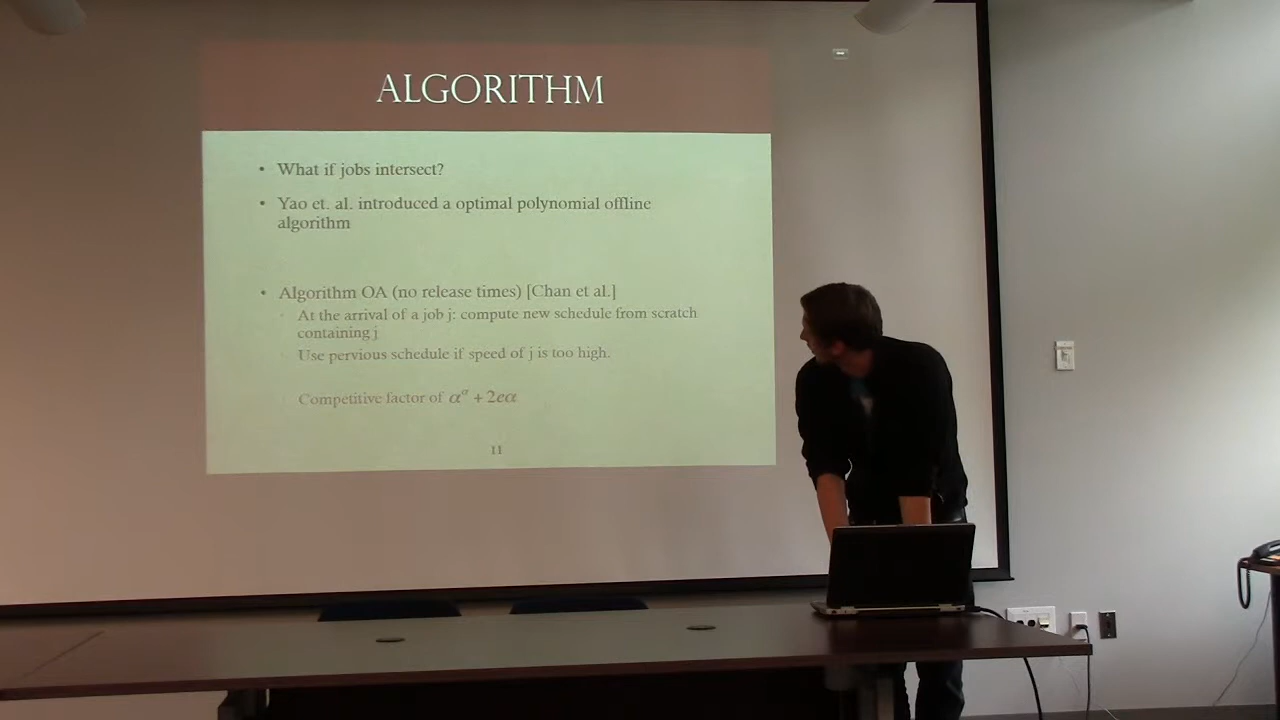 ALGORITHM
• What if jobs intersect?
• Yao et. al. introduced a optimal polynomial offline
algorithm
• Algorithm OA (no release times) [Chan et al.]
At the arrival of a job j: compute new schedule from scratch
containing j
Use pervious schedule if speed of j is too high.
Competitive factor of α^α + 2eα
11